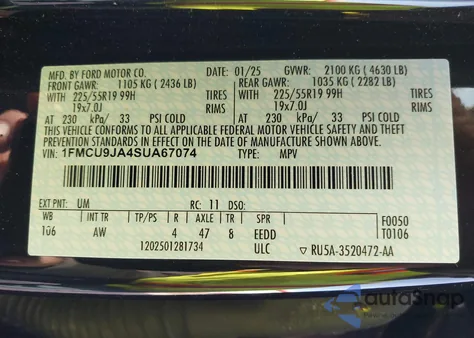 MFD. BY FORD MOTOR CO. DATE: 01/25 GVWR: 2100 KG ( 4630 LB)
FRONT GAWR: 1105 KG ( 2436 LB) REAR GAWR: 1035 KG ( 2282 LB)
WITH 225/55R19 99H TIRES WITH 225/55R19 99H TIRES
19x7.0J RIMS 19x7.0J RIMS
AT 230 kPa/ 33 PSI COLD AT 230 kPa/ 33 PSI COLD
THIS VEHICLE CONFORMS TO ALL APPLICABLE FEDERAL MOTOR VEHICLE SAFETY AND THEFT
PREVENTION STANDARDS IN EFFECT ON THE DATE OF MANUFACTURE SHOWN ABOVE.
VIN: 1FMCU9JA4SUA67074 TYPE: MPV
EXT PNT: UM RC: 11 DSO:
WB INT TR TP/PS R AXLE TR SPR F0050
106 AW 4 47 8 EEDD T0106
1202501281734 ULC ▽ RU5A-3520472-AA
autoSnap